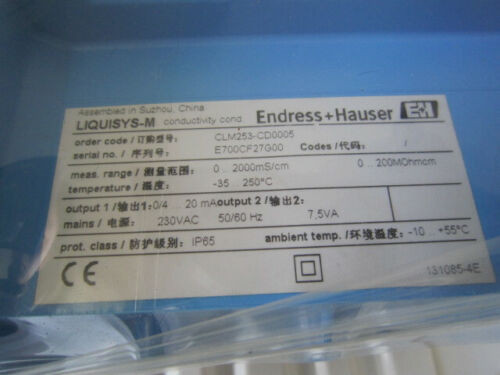 Assembled in Suzhou, China
LIQUISYS-M conductivity cond Endress+Hauser E+H
order code / 订购型号: CLM253-CD0005
serial no. / 序列号: E700CF27G00 Codes /代码: /
meas. range / 测量范围: 0 .. 2000mS/cm 0 .. 200MOhmcm
temperature / 温度: -35 .. 250°C
output 1 / 输出1: 0/4 .. 20 mA output 2 / 输出2:
mains / 电源: 230VAC 50/60 Hz 7,5VA
prot. class / 防护级别: IP65 ambient temp. /环境温度: -10 .. +55°C
CE
131085-4E